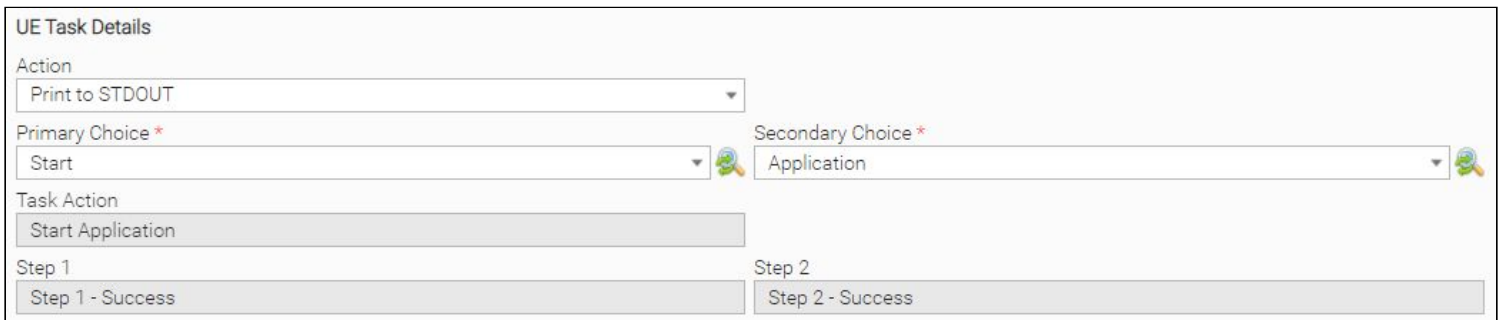 UE Task Details
Action
Print to STDOUT
Primary Choice * Secondary Choice *
Start Application
Task Action
Start Application
Step 1 Step 2
Step 1 - Success Step 2 - Success